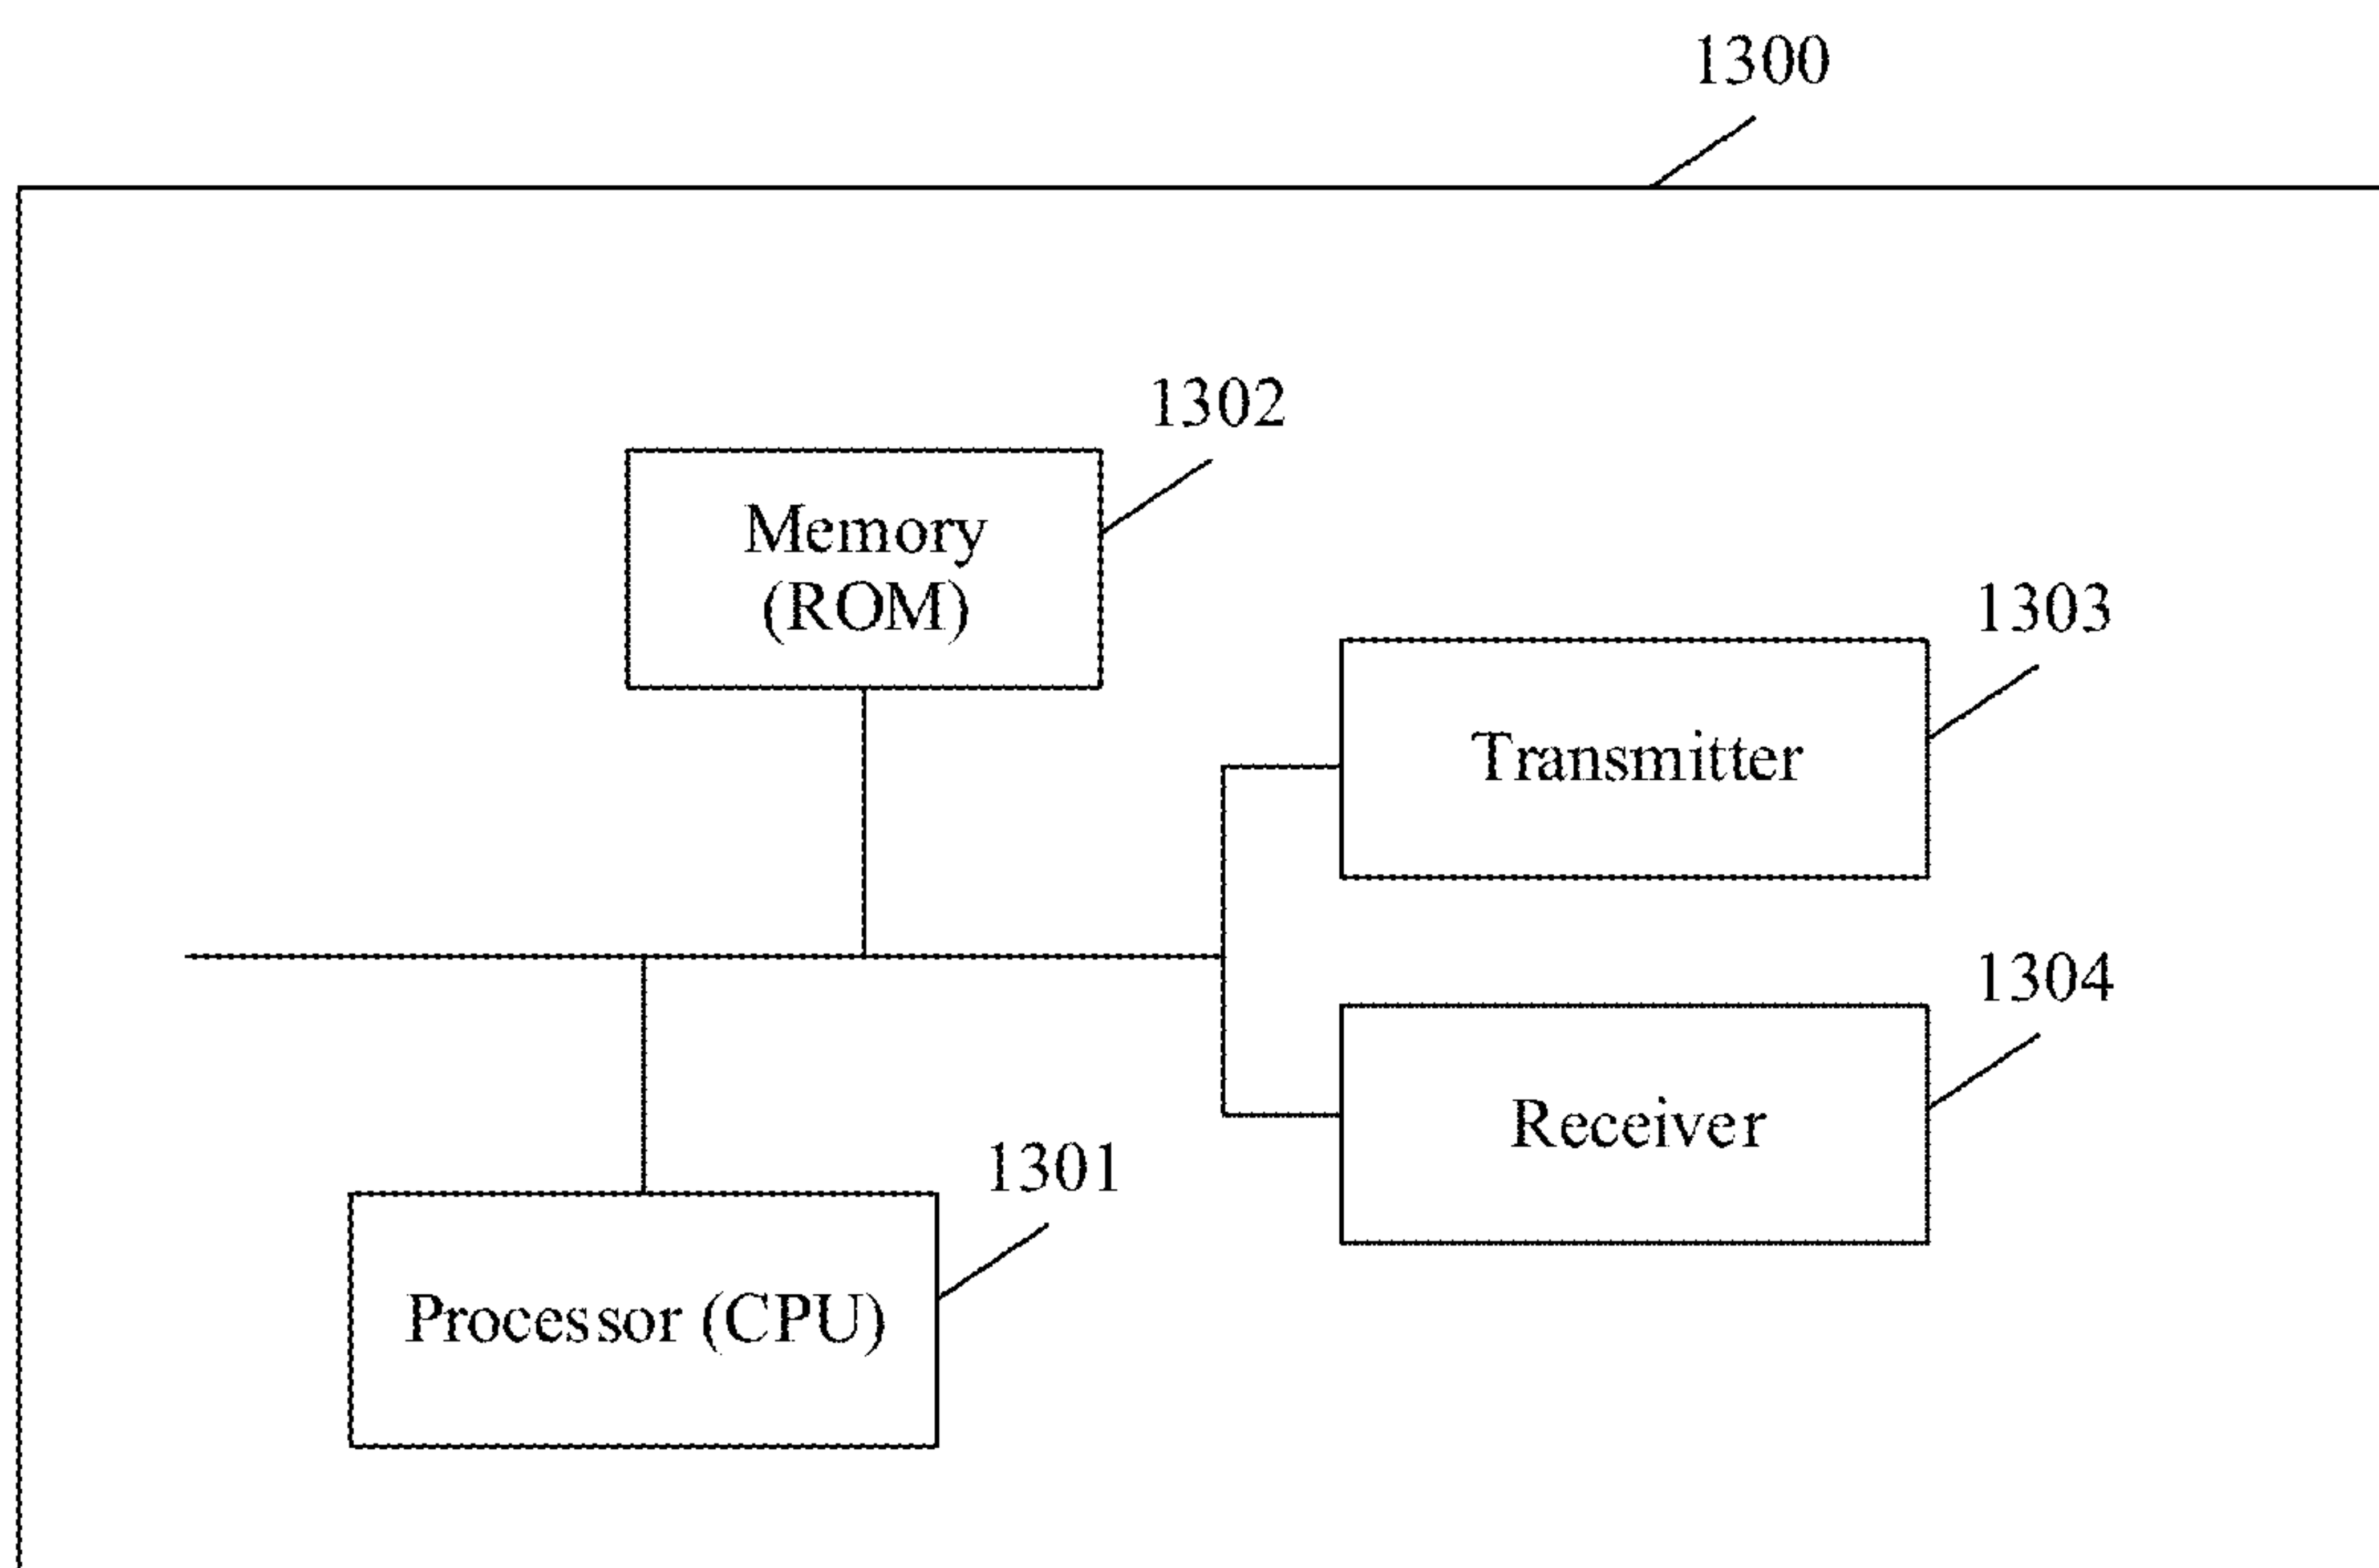 1300
1302
Memory
(ROM)
1303
Transmitter
1304
Receiver
1301
Processor (CPU)